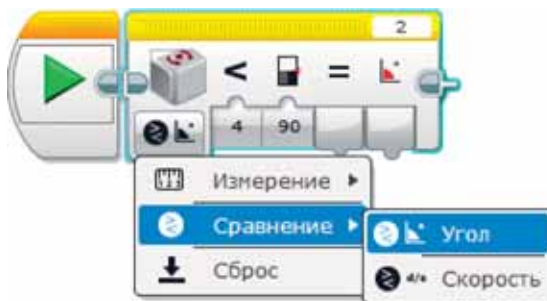 2
< =
4 90
Измерение
Сравнение
Угол
Сброс
d/s Скорость